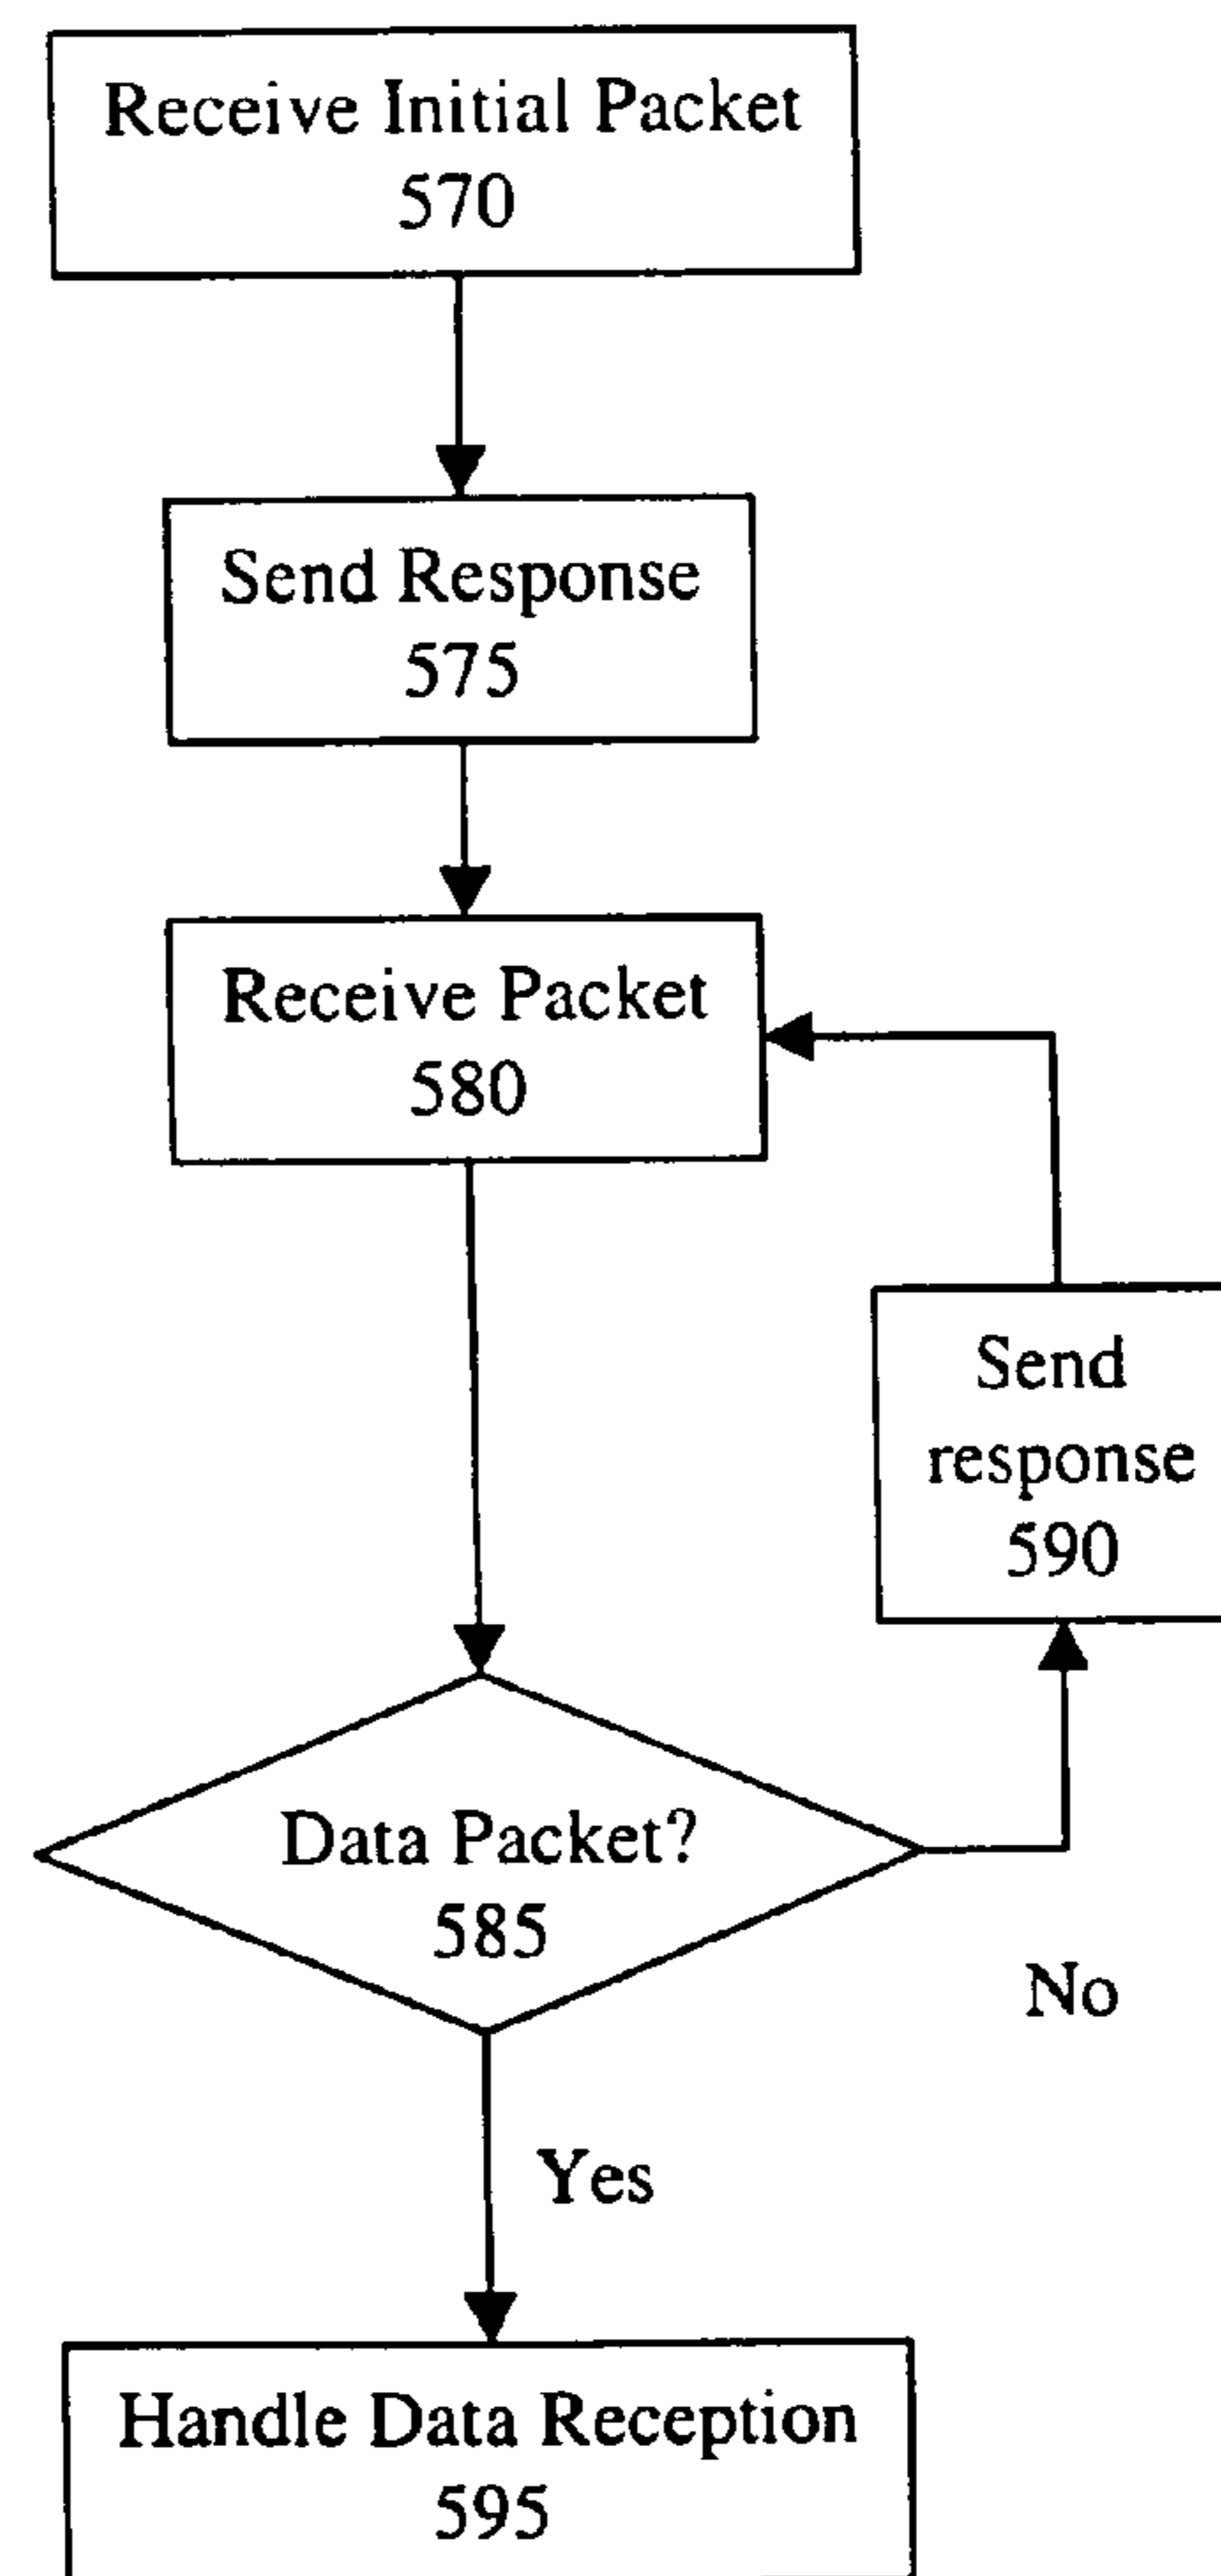 Receive Initial Packet
570
Send Response
575
Receive Packet
580
Send
response
590
Data Packet?
585
No
Yes
Handle Data Reception
595